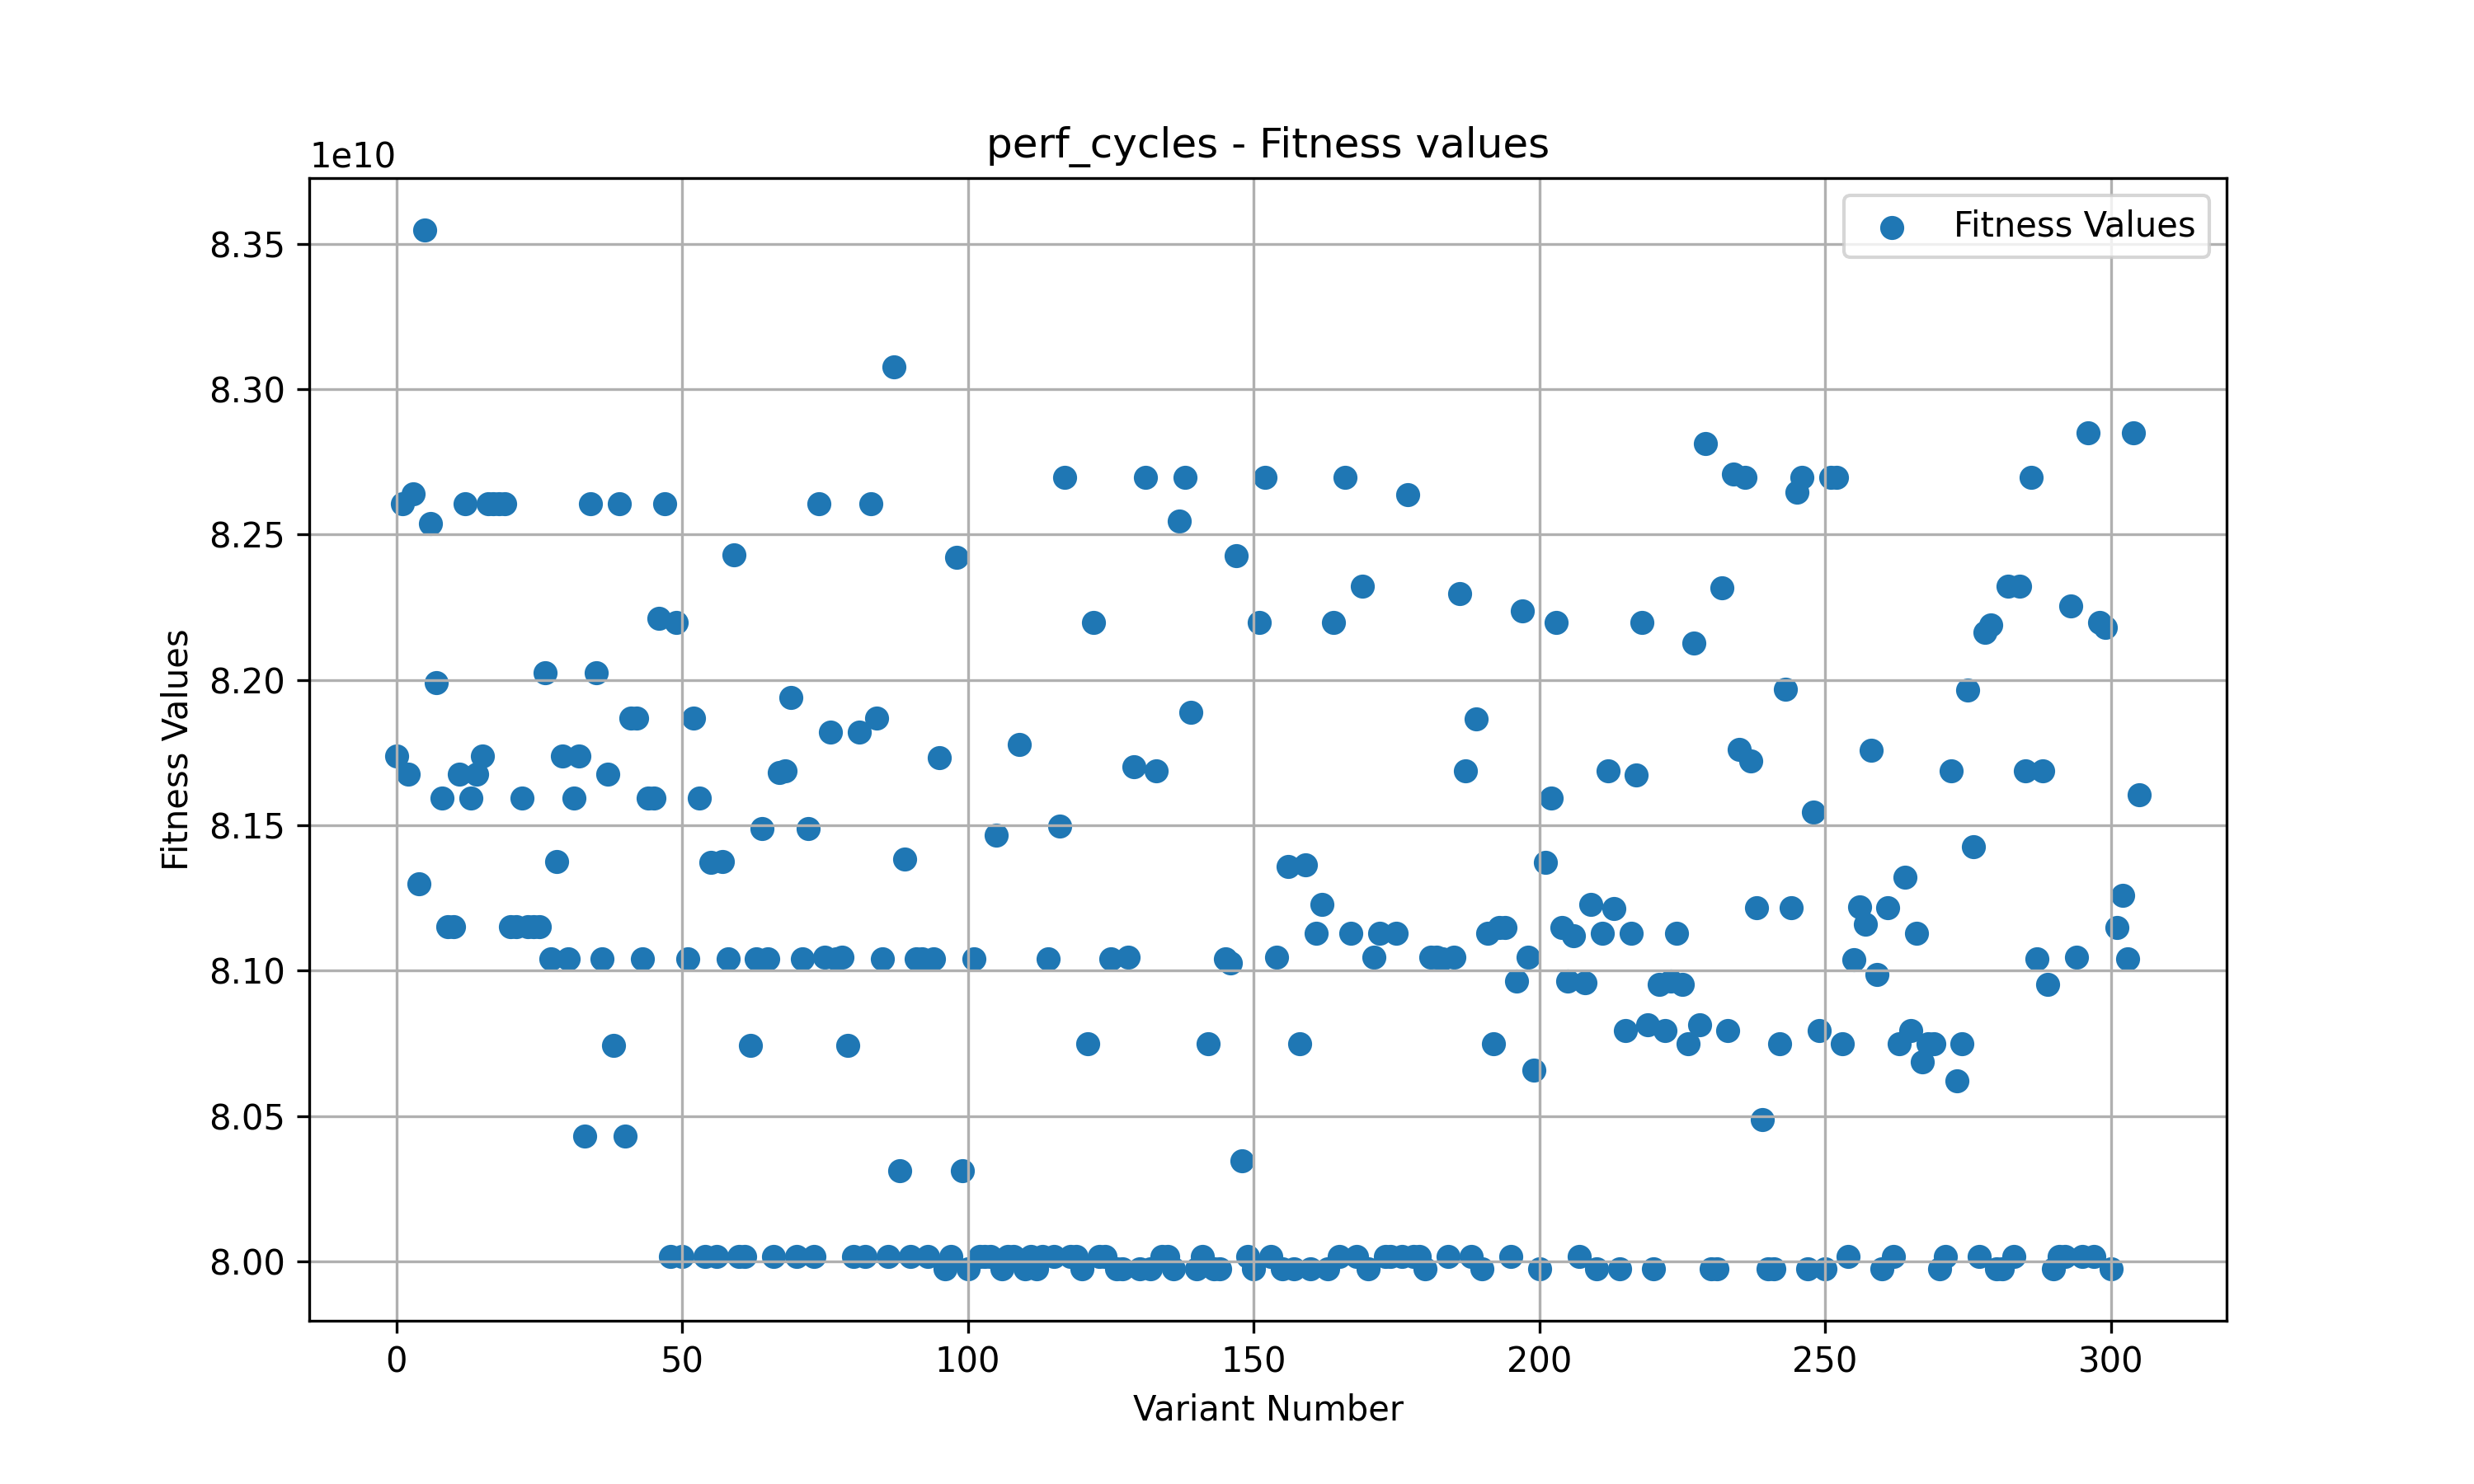 perf_cycles - Fitness values
1e10
Fitness Values
8.35
8.30
8.25
8.20
8.15
8.10
8.05
8.00
Fitness Values
0 50 100 150 200 250 300
Variant Number